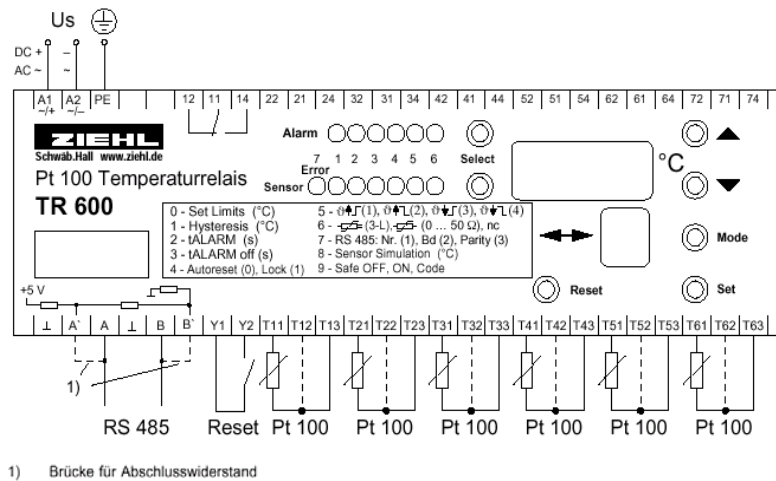 Us
DC + –
AC ~ ~
A1 A2 PE 12 11 14 22 21 24 32 31 34 42 41 44 52 51 54 62 61 64 72 71 74
~/+ ~/–
ZIEHL
Schwäb.Hall www.ziehl.de
Alarm
7 1 2 3 4 5 6
Error
Sensor
Select
°C
Pt 100 Temperaturrelais
TR 600
0 - Set Limits (°C)
1 - Hysteresis (°C)
2 - tALARM (s)
3 - tALARM off (s)
4 - Autoreset (0), Lock (1)
5 - ϑ (1), ϑ (2), ϑ (3), ϑ (4)
6 - (3-L), (0 ... 50 Ω), nc
7 - RS 485: Nr. (1), Bd (2), Parity (3)
8 - Sensor Simulation (°C)
9 - Safe OFF, ON, Code
Mode
Reset
Set
+5 V
⊥ A` A ⊥ B B` Y1 Y2 T11 T12 T13 T21 T22 T23 T31 T32 T33 T41 T42 T43 T51 T52 T53 T61 T62 T63
1)
RS 485 Reset Pt 100 Pt 100 Pt 100 Pt 100 Pt 100 Pt 100
1) Brücke für Abschlusswiderstand